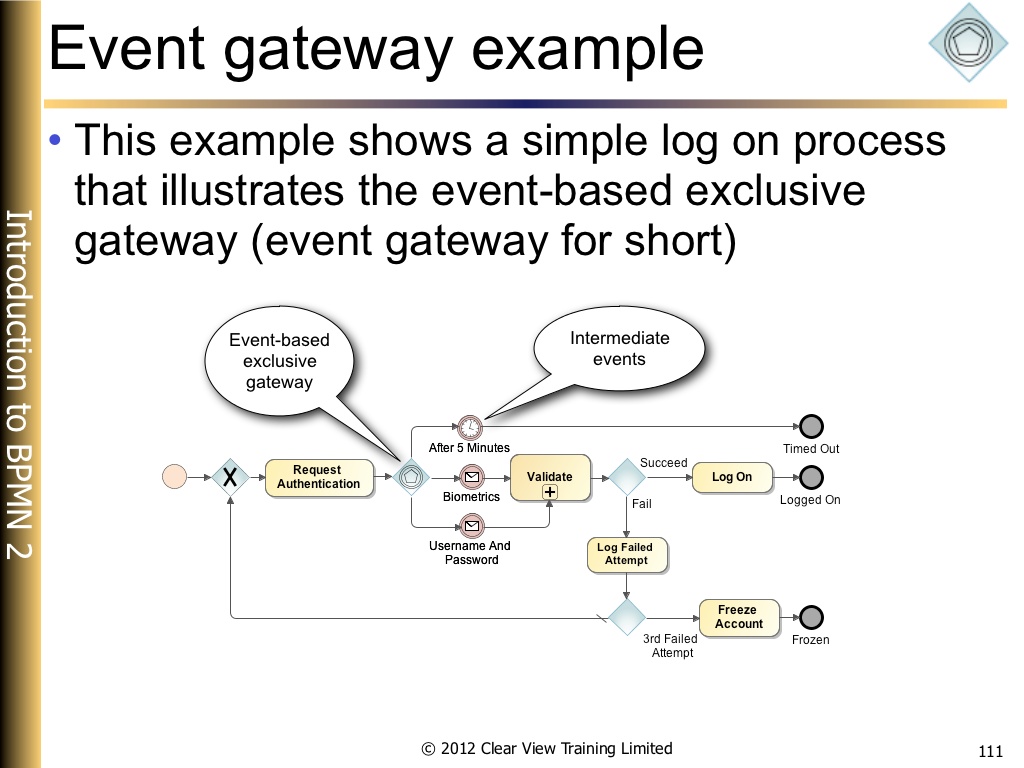 Event gateway example
• This example shows a simple log on process
that illustrates the event-based exclusive
gateway (event gateway for short)
Introduction to BPMN 2
Event-based
exclusive
gateway
Intermediate
events
After 5 Minutes
Timed Out
X
Request
Authentication
Biometrics
Validate
+
Succeed
Fail
Log On
Logged On
Username And
Password
Log Failed
Attempt
3rd Failed
Attempt
Freeze
Account
Frozen
© 2012 Clear View Training Limited
111